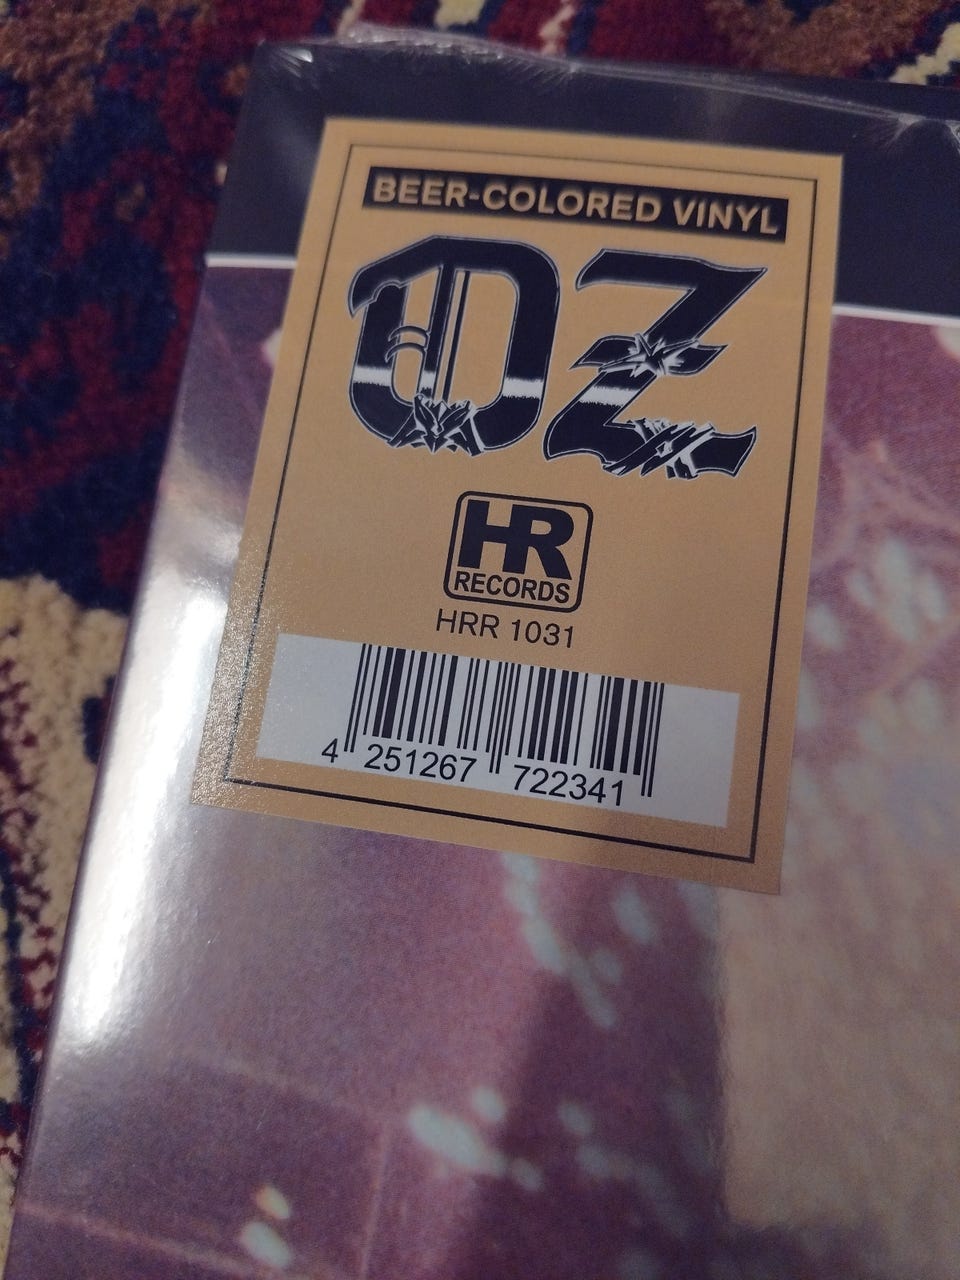 BEER-COLORED VINYL
OZ
HR
RECORDS
HRR 1031
4 251267 722341